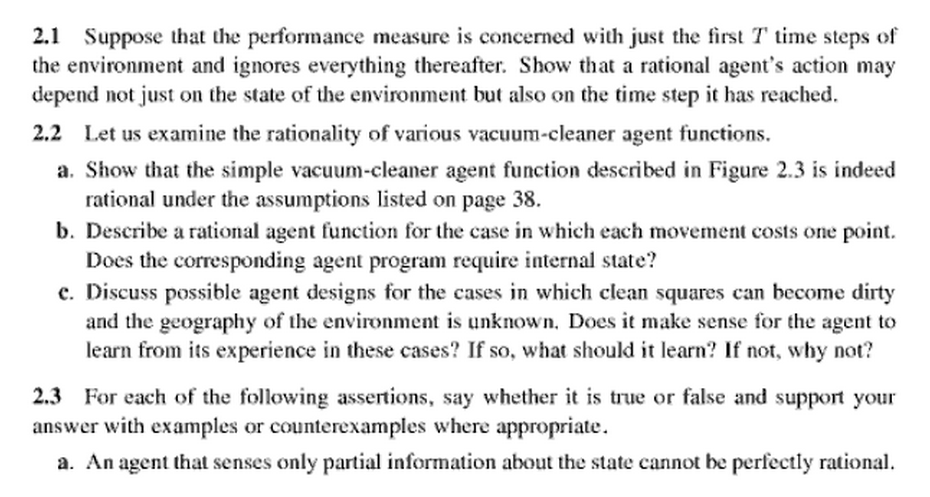 2.1 Suppose that the performance measure is concerned with just the first T time steps of
the environment and ignores everything thereafter. Show that a rational agent's action may
depend not just on the state of the environment but also on the time step it has reached.
2.2 Let us examine the rationality of various vacuum-cleaner agent functions.
a. Show that the simple vacuum-cleaner agent function described in Figure 2.3 is indeed
rational under the assumptions listed on page 38.
b. Describe a rational agent function for the case in which each movement costs one point.
Does the corresponding agent program require internal state?
c. Discuss possible agent designs for the cases in which clean squares can become dirty
and the geography of the environment is unknown. Does it make sense for the agent to
learn from its experience in these cases? If so, what should it learn? If not, why not?
2.3 For each of the following assertions, say whether it is true or false and support your
answer with examples or counterexamples where appropriate.
a. An agent that senses only partial information about the state cannot be perfectly rational.